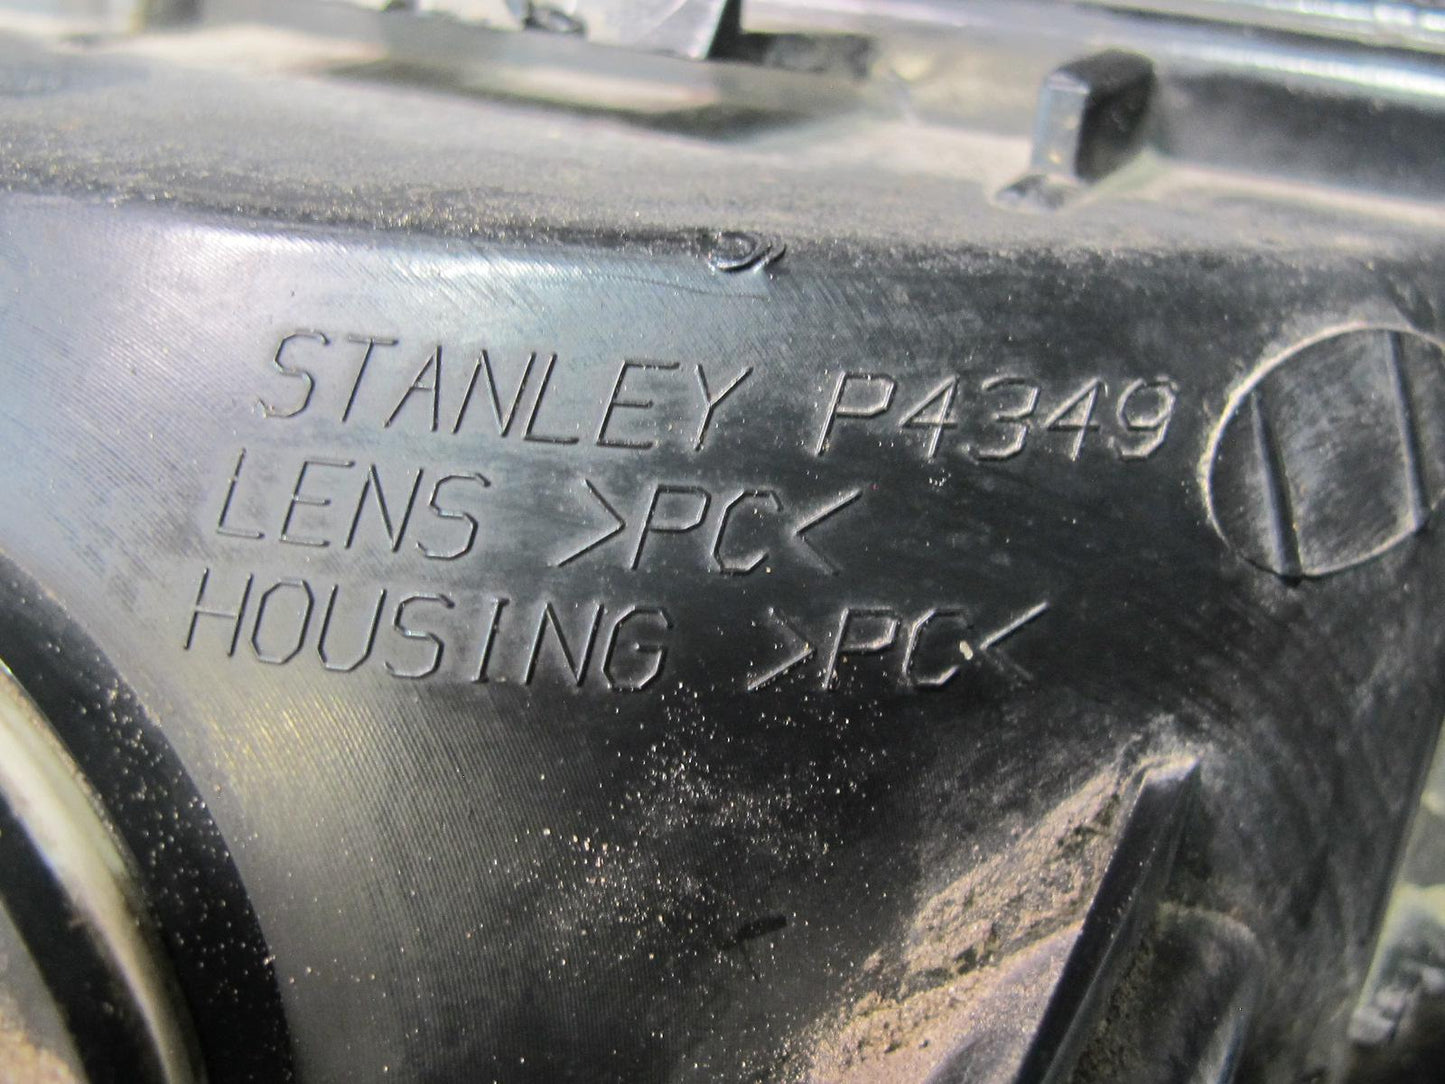 STANLEY P4349
LENS >PC<
HOUSING >PC<